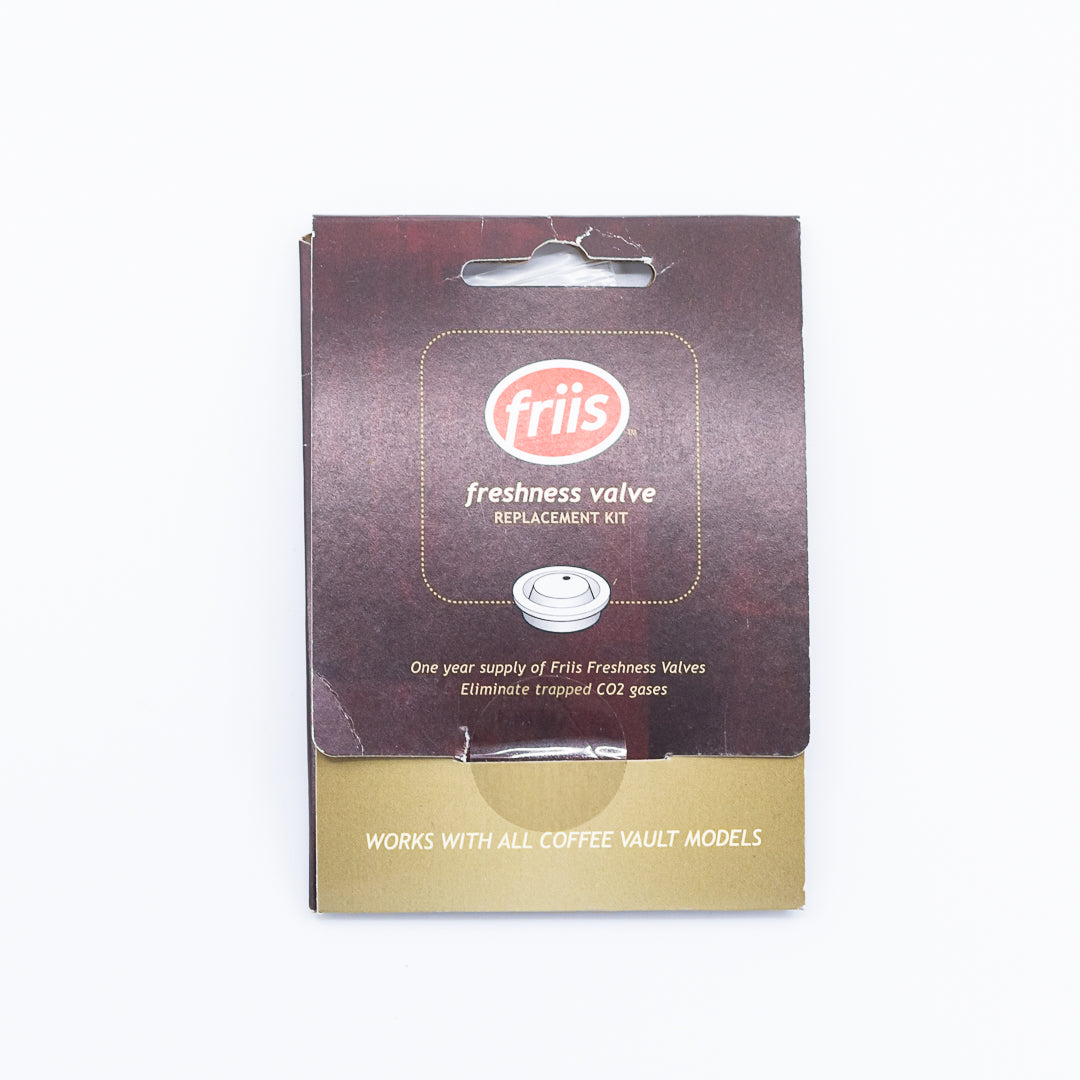 friis
TM
freshness valve
REPLACEMENT KIT
One year supply of Friis Freshness Valves
Eliminate trapped CO2 gases
WORKS WITH ALL COFFEE VAULT MODELS